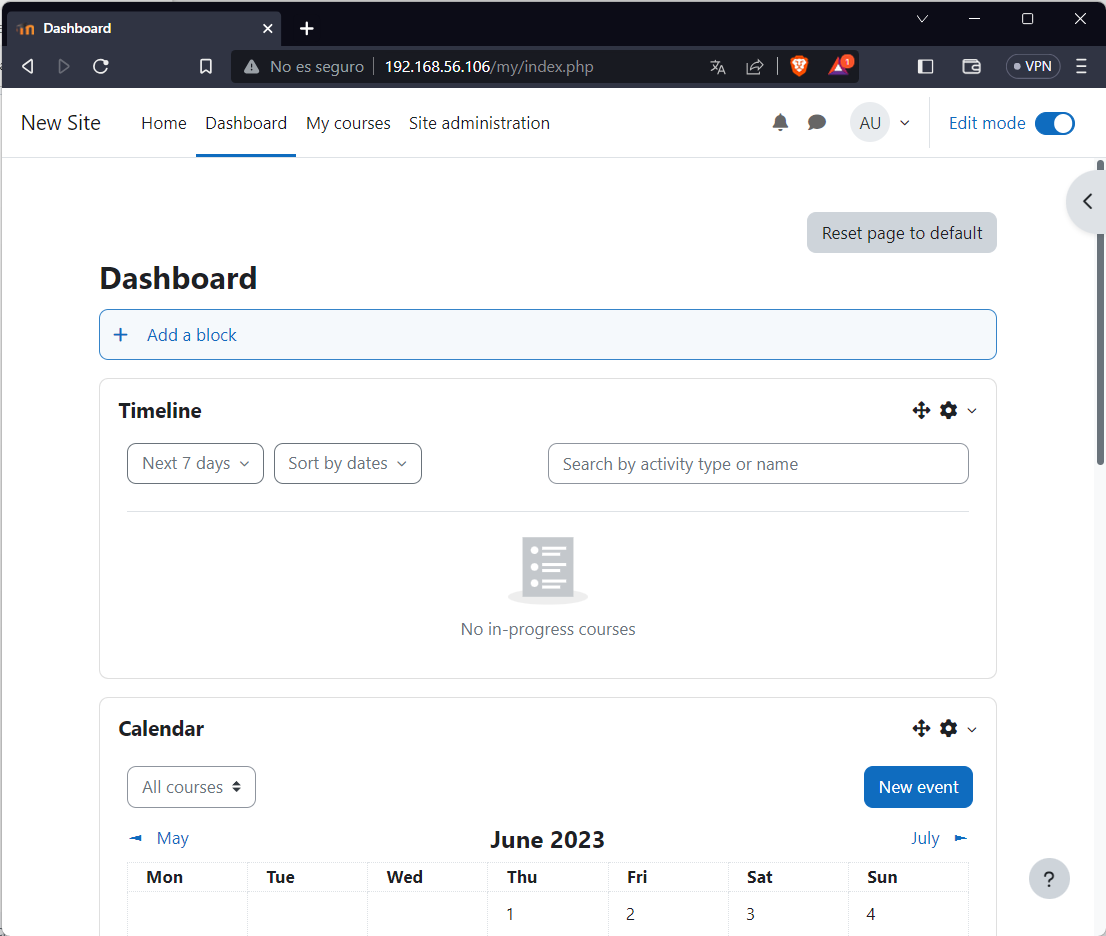 Dashboard
No es seguro 192.168.56.106/my/index.php 1 VPN
New Site Home Dashboard My courses Site administration AU Edit mode
Reset page to default
Dashboard
+ Add a block
Timeline
Next 7 days Sort by dates Search by activity type or name
No in-progress courses
Calendar
All courses New event
◄ May June 2023 July ►
Mon Tue Wed Thu Fri Sat Sun
1 2 3 4
?